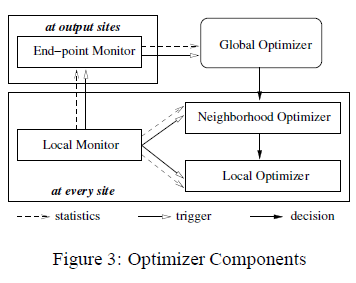 at output sites
End-point Monitor
Global Optimizer
Neighborhood Optimizer
Local Monitor
Local Optimizer
at every site
statistics
trigger
decision
Figure 3: Optimizer Components